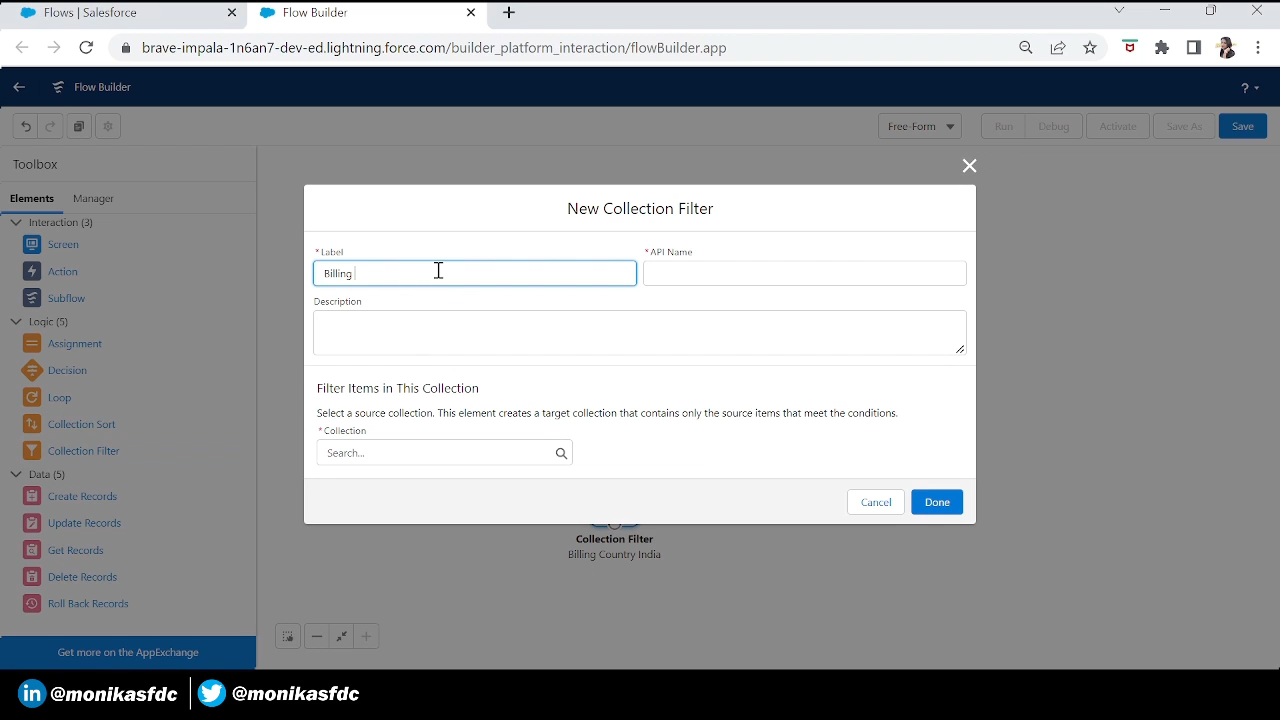 Flows | Salesforce
Flow Builder
brave-impala-1n6an7-dev-ed.lightning.force.com/builder_platform_interaction/flowBuilder.app
Flow Builder
?
Free-Form
Run
Debug
Activate
Save As
Save
Toolbox
Elements
Manager
Interaction (3)
Screen
Action
Subflow
Logic (5)
Assignment
Decision
Loop
Collection Sort
Collection Filter
Data (5)
Create Records
Update Records
Get Records
Delete Records
Roll Back Records
Get more on the AppExchange
New Collection Filter
* Label
* API Name
Billing
Description
Filter Items in This Collection
Select a source collection. This element creates a target collection that contains only the source items that meet the conditions.
* Collection
Search...
Cancel
Done
Collection Filter
Billing Country India
in @monikasfdc
@monikasfdc